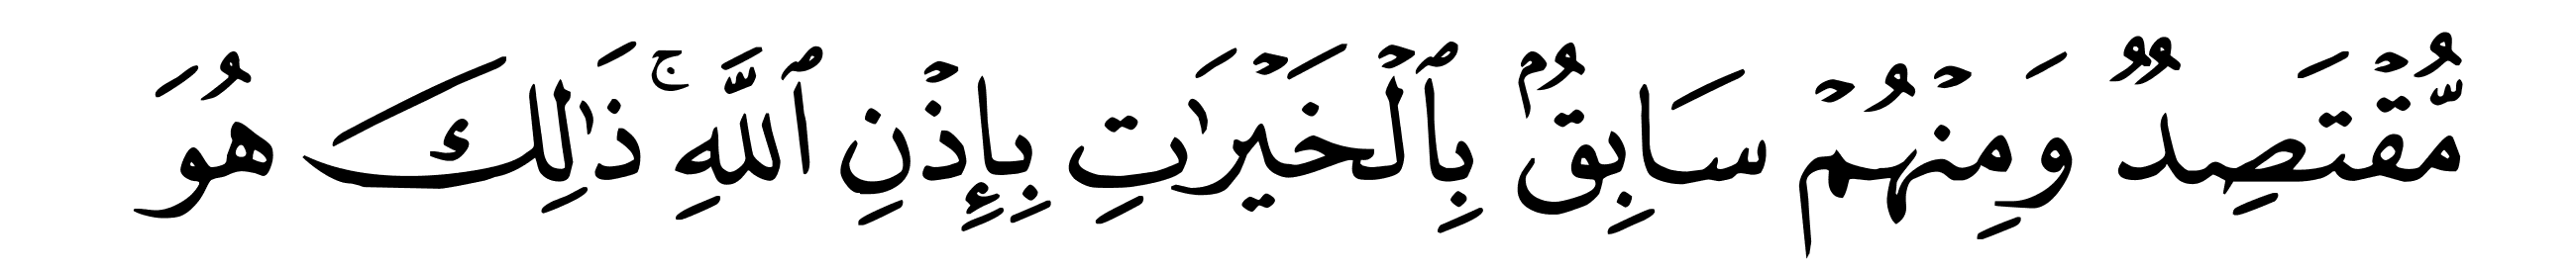 مُّقْتَصِدٌ وَمِنْهُمْ سَابِقٌۢ بِٱلْخَيْرَٰتِ بِإِذْنِ ٱللَّهِ ۚ ذَٰلِكَ هُوَ